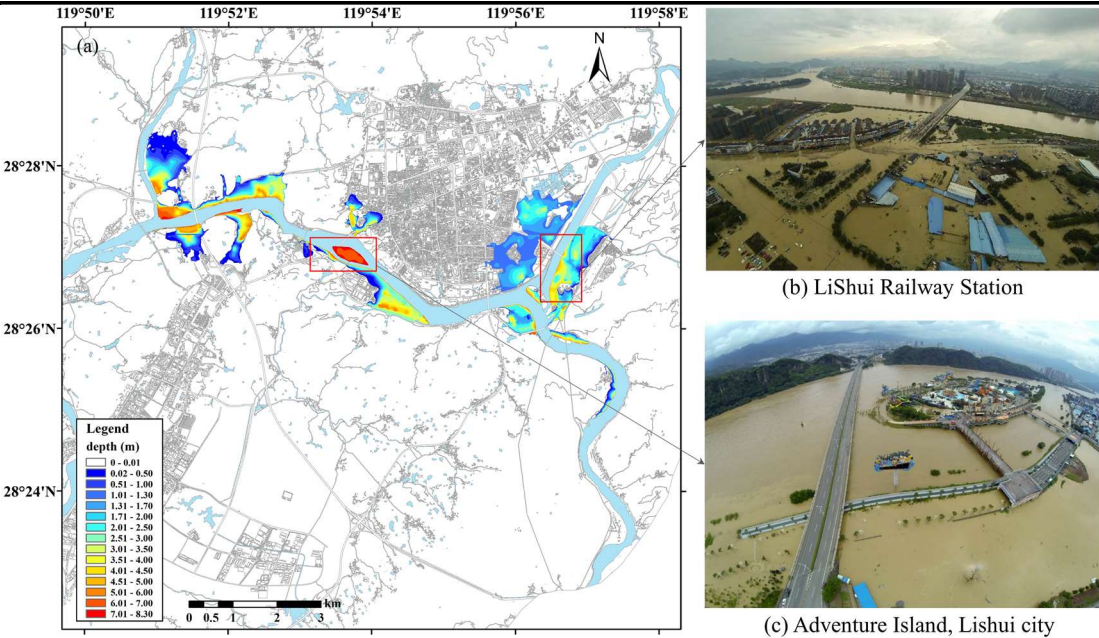 119°50'E 119°52'E 119°54'E 119°56'E 119°58'E
(a)
N
28°28'N
28°26'N
28°24'N
Legend
depth (m)
0 - 0.01
0.02 - 0.50
0.51 - 1.00
1.01 - 1.30
1.31 - 1.70
1.71 - 2.00
2.01 - 2.50
2.51 - 3.00
3.01 - 3.50
3.51 - 4.00
4.01 - 4.50
4.51 - 5.00
5.01 - 6.00
6.01 - 7.00
7.01 - 8.30
km
0 0.5 1 2 3
(b) LiShui Railway Station
(c) Adventure Island, Lishui city